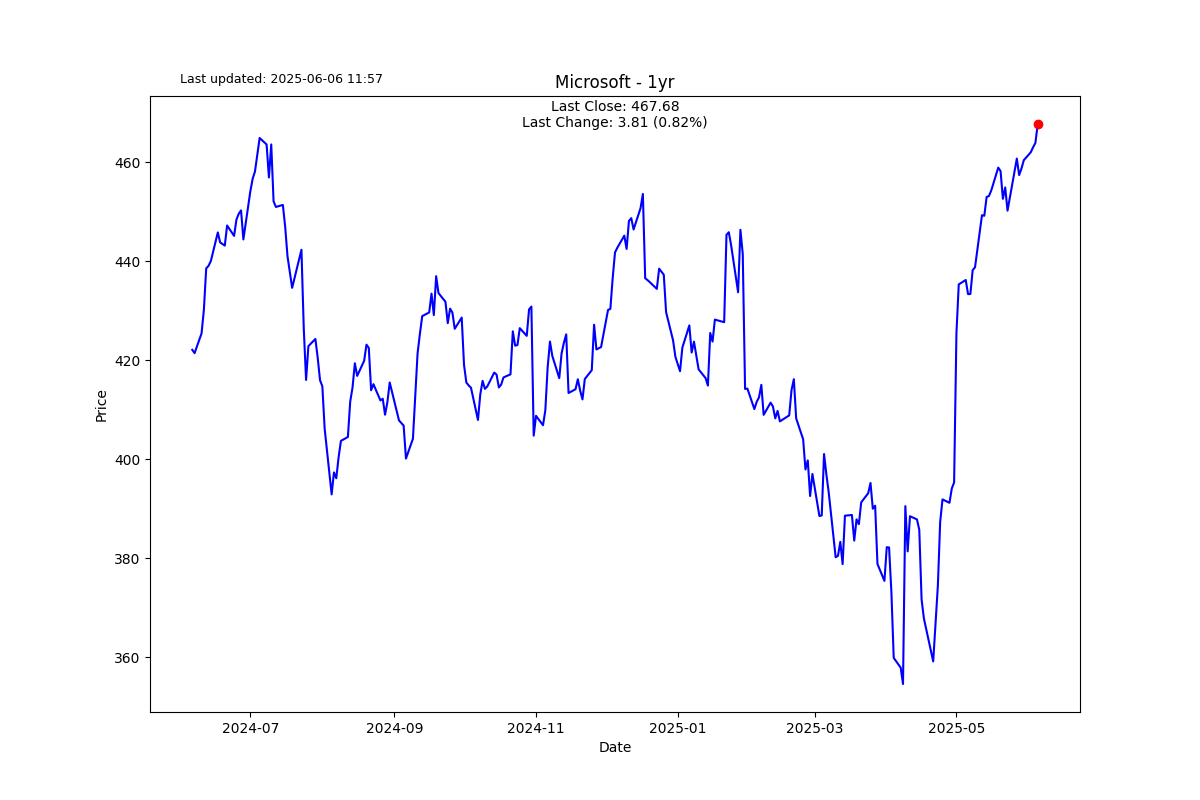 Last updated: 2025-06-06 11:57
Microsoft - 1yr
Last Close: 467.68
Last Change: 3.81 (0.82%)
460
440
420
400
380
360
Price
2024-07
2024-09
2024-11
2025-01
2025-03
2025-05
Date